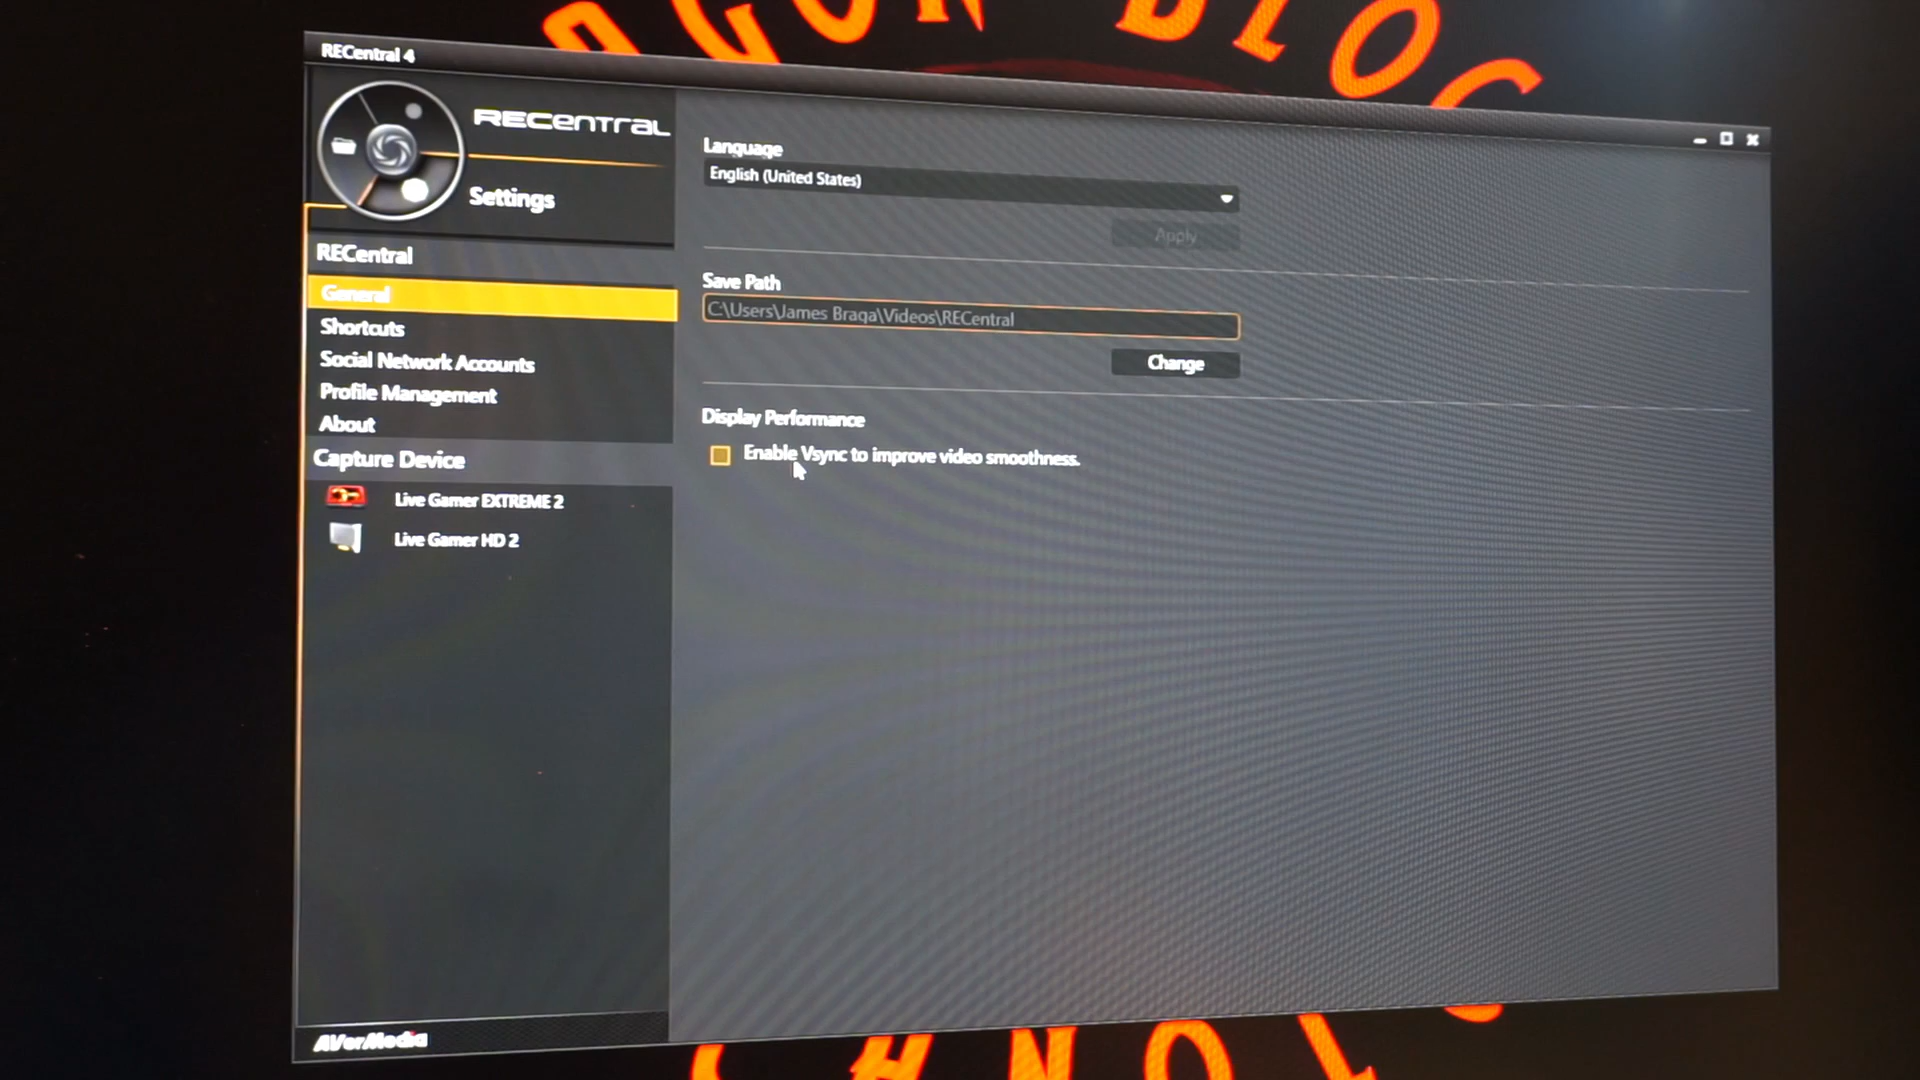 RECentral 4
RECentral
Settings
RECentral
General
Shortcuts
Social Network Accounts
Profile Management
About
Capture Device
Live Gamer EXTREME 2
Live Gamer HD 2
AVerMedia
Language
English (United States)
Apply
Save Path
C:\Users\James Braga\Videos\RECentral
Change
Display Performance
Enable Vsync to improve video smoothness.